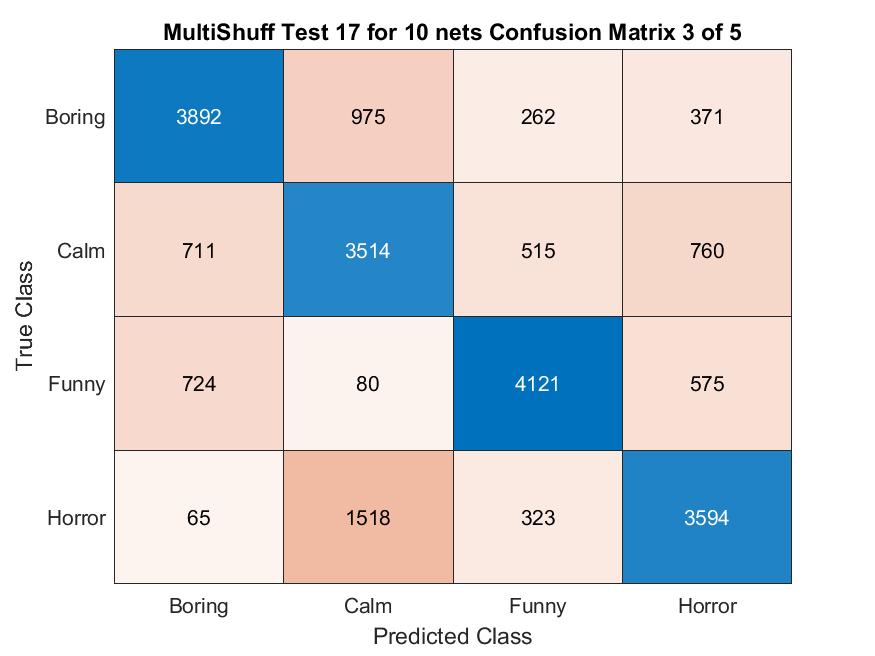 MultiShuff Test 17 for 10 nets Confusion Matrix 3 of 5
Boring 3892 975 262 371
Calm 711 3514 515 760
Funny 724 80 4121 575
Horror 65 1518 323 3594
Boring Calm Funny Horror
Predicted Class
True Class